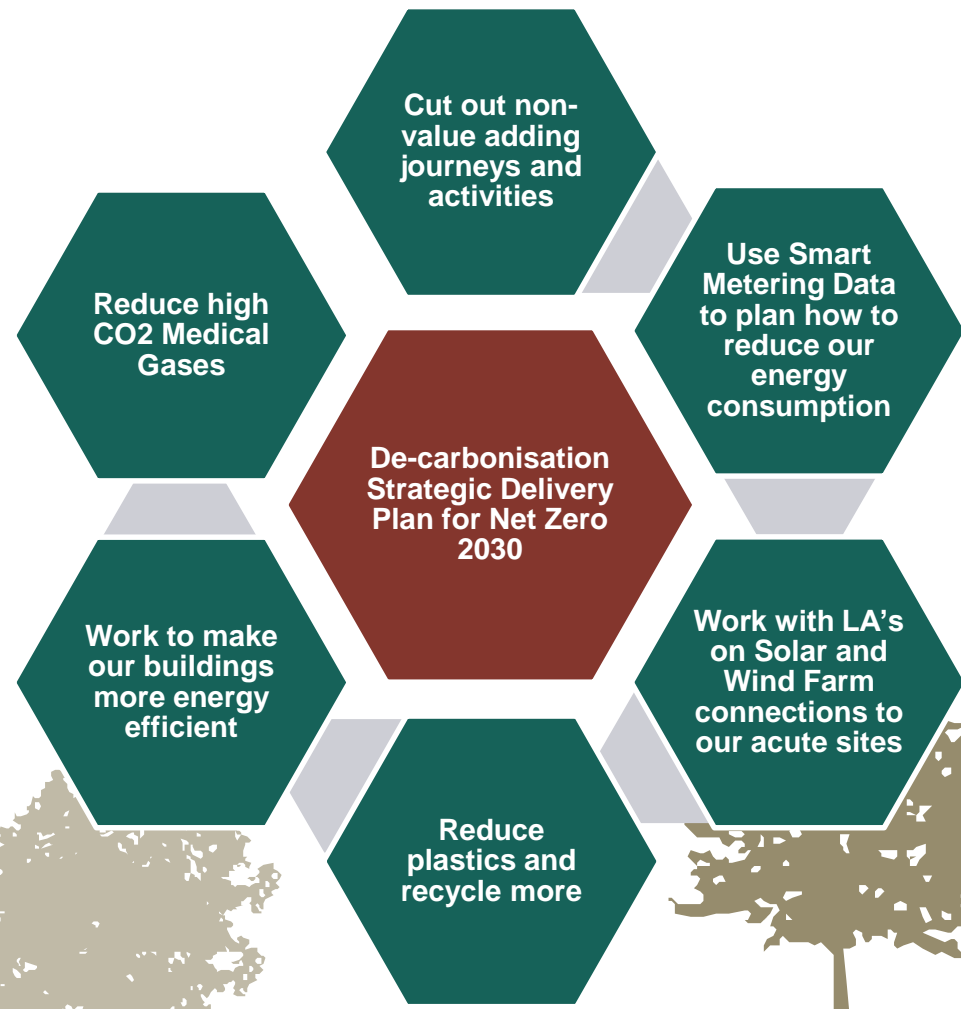 Cut out non-
value adding
journeys and
activities
Use Smart
Metering Data
to plan how to
reduce our
energy
consumption
Reduce high
CO2 Medical
Gases
De-carbonisation
Strategic Delivery
Plan for Net Zero
2030
Work to make
our buildings
more energy
efficient
Work with LA’s
on Solar and
Wind Farm
connections to
our acute sites
Reduce
plastics and
recycle more